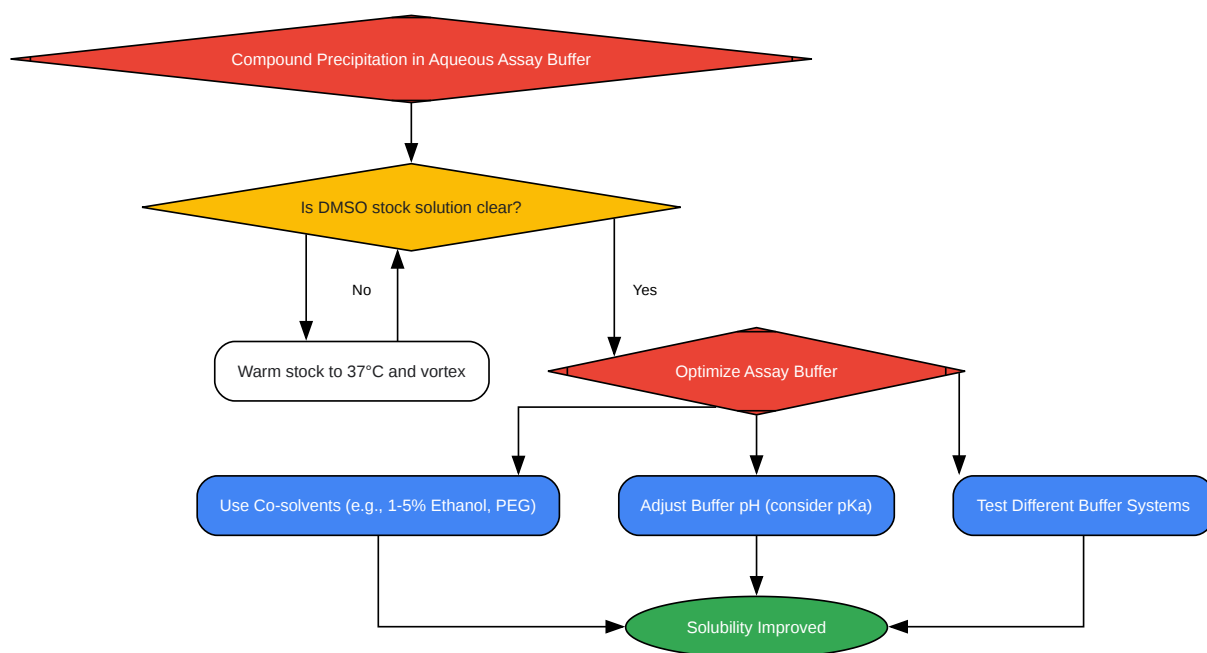 Compound Precipitation in Aqueous Assay Buffer
Is DMSO stock solution clear?
No
Yes
Warm stock to 37°C and vortex
Optimize Assay Buffer
Use Co-solvents (e.g., 1-5% Ethanol, PEG)
Adjust Buffer pH (consider pKa)
Test Different Buffer Systems
Solubility Improved